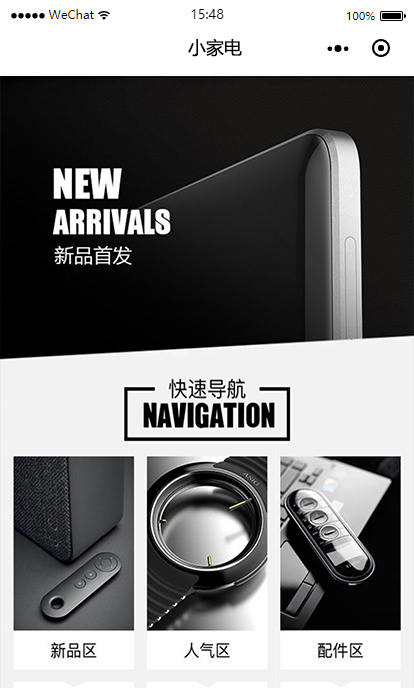 WeChat
15:48
100%
小家电
NEW
ARRIVALS
新品首发
快速导航
NAVIGATION
新品区
人气区
配件区